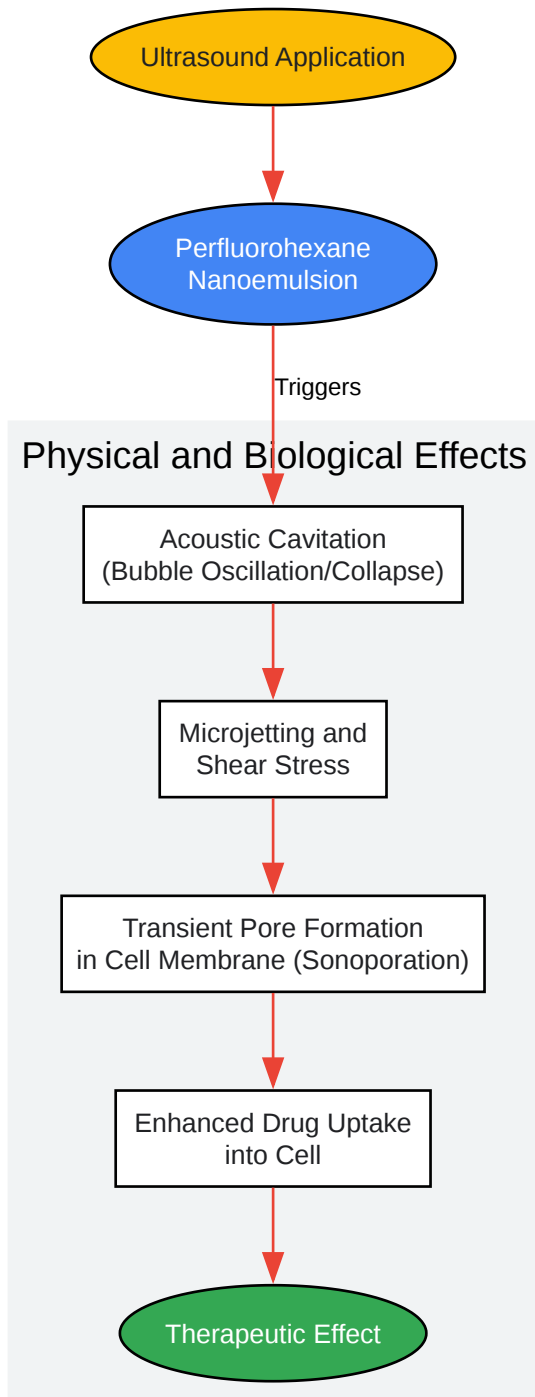 Ultrasound Application
Perfluorohexane
Nanoemulsion
Triggers
Physical and Biological Effects
Acoustic Cavitation
(Bubble Oscillation/Collapse)
Microjetting and
Shear Stress
Transient Pore Formation
in Cell Membrane (Sonoporation)
Enhanced Drug Uptake
into Cell
Therapeutic Effect